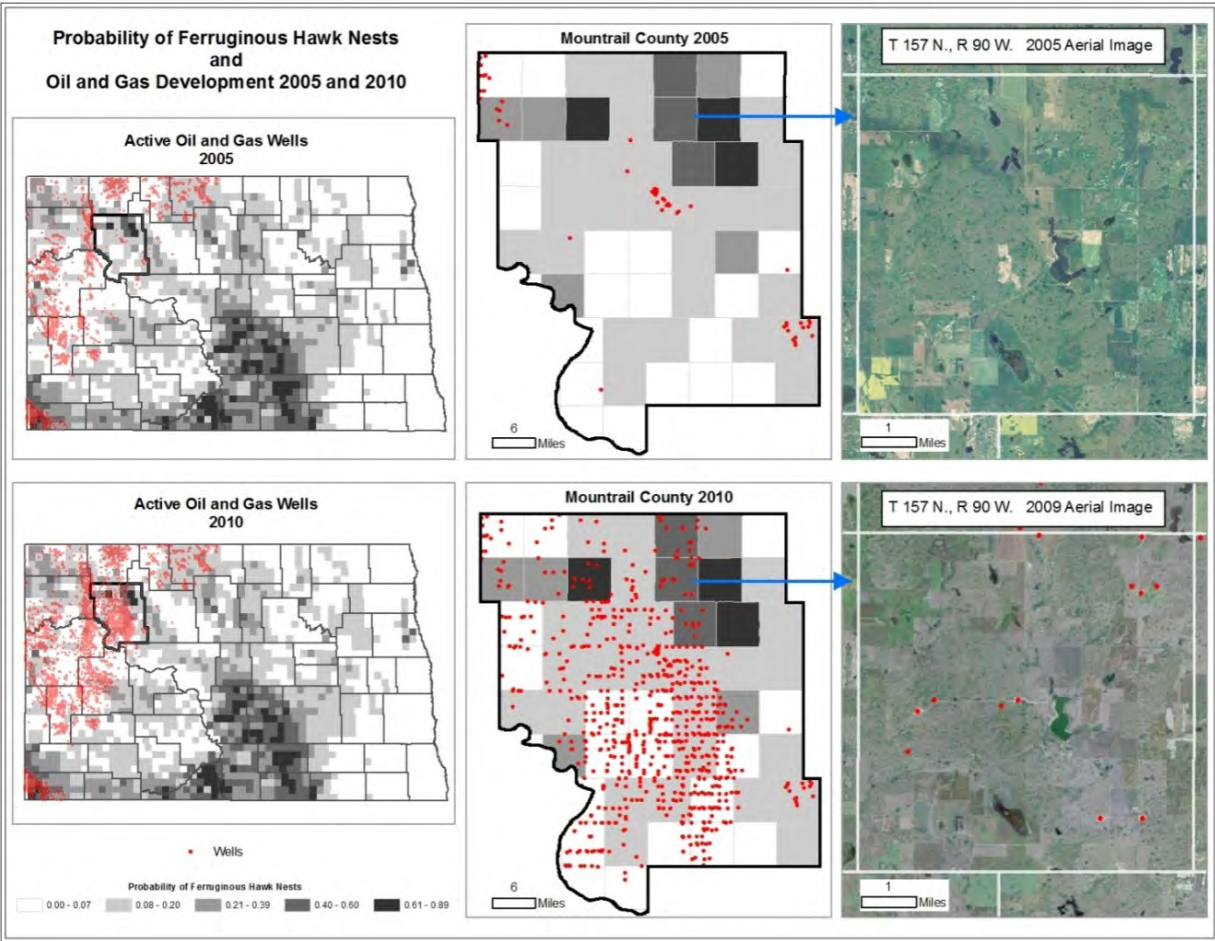 Probability of Ferruginous Hawk Nests
and
Oil and Gas Development 2005 and 2010
Active Oil and Gas Wells
2005
Mountrail County 2005
6
Miles
T 157 N., R 90 W. 2005 Aerial Image
1
Miles
Active Oil and Gas Wells
2010
Wells
Probability of Ferruginous Hawk Nests
0.00 - 0.07
0.08 - 0.20
0.21 - 0.39
0.40 - 0.60
0.61 - 0.89
Mountrail County 2010
6
Miles
T 157 N., R 90 W. 2009 Aerial Image
1
Miles